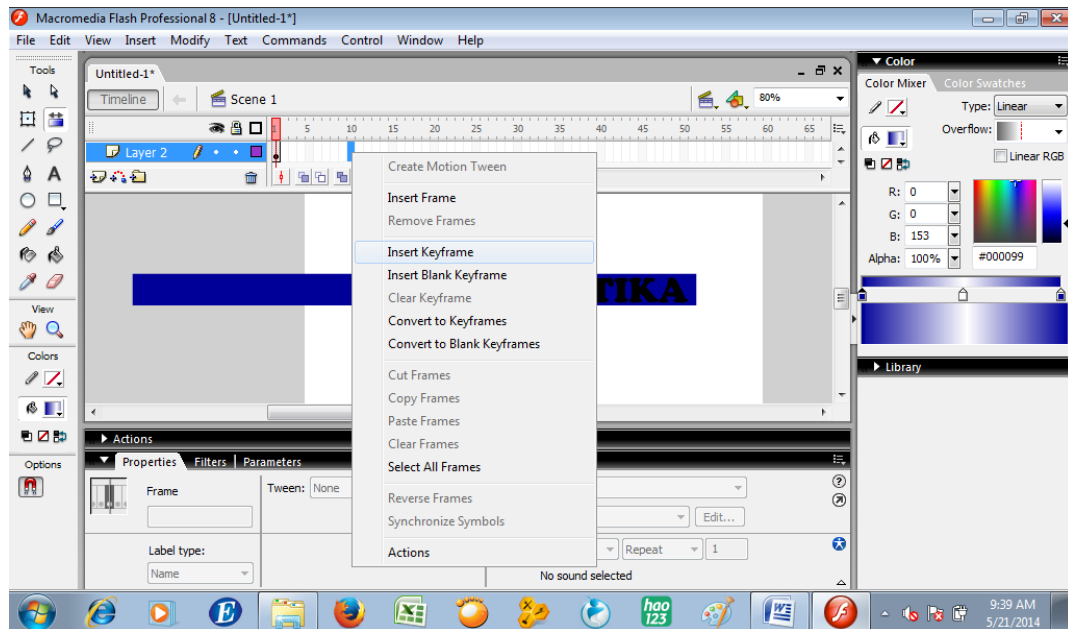 Macromedia Flash Professional 8 - [Untitled-1*]
File Edit View Insert Modify Text Commands Control Window Help
Tools
View
Colors
Options
Untitled-1*
Timeline
Scene 1
80%
1 5 10 15 20 25 30 35 40 45 50 55 60 65
Layer 2
Create Motion Tween
Insert Frame
Remove Frames
Insert Keyframe
Insert Blank Keyframe
Clear Keyframe
Convert to Keyframes
Convert to Blank Keyframes
Cut Frames
Copy Frames
Paste Frames
Clear Frames
Select All Frames
Reverse Frames
Synchronize Symbols
Actions
TIKA
Actions
Properties Filters Parameters
Frame
Tween: None
Label type:
Name
Edit...
Repeat 1
No sound selected
Color
Color Mixer Color Swatches
Type: Linear
Overflow:
Linear RGB
R: 0
G: 0
B: 153
Alpha: 100% #000099
Library
hao
123
9:39 AM
5/21/2014